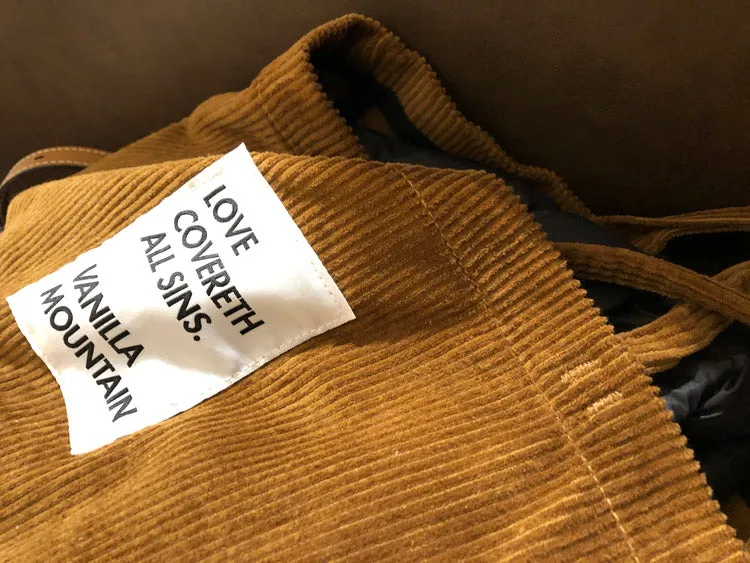 LOVE
COVERETH
ALL SINS.
VANILLA
MOUNTAIN